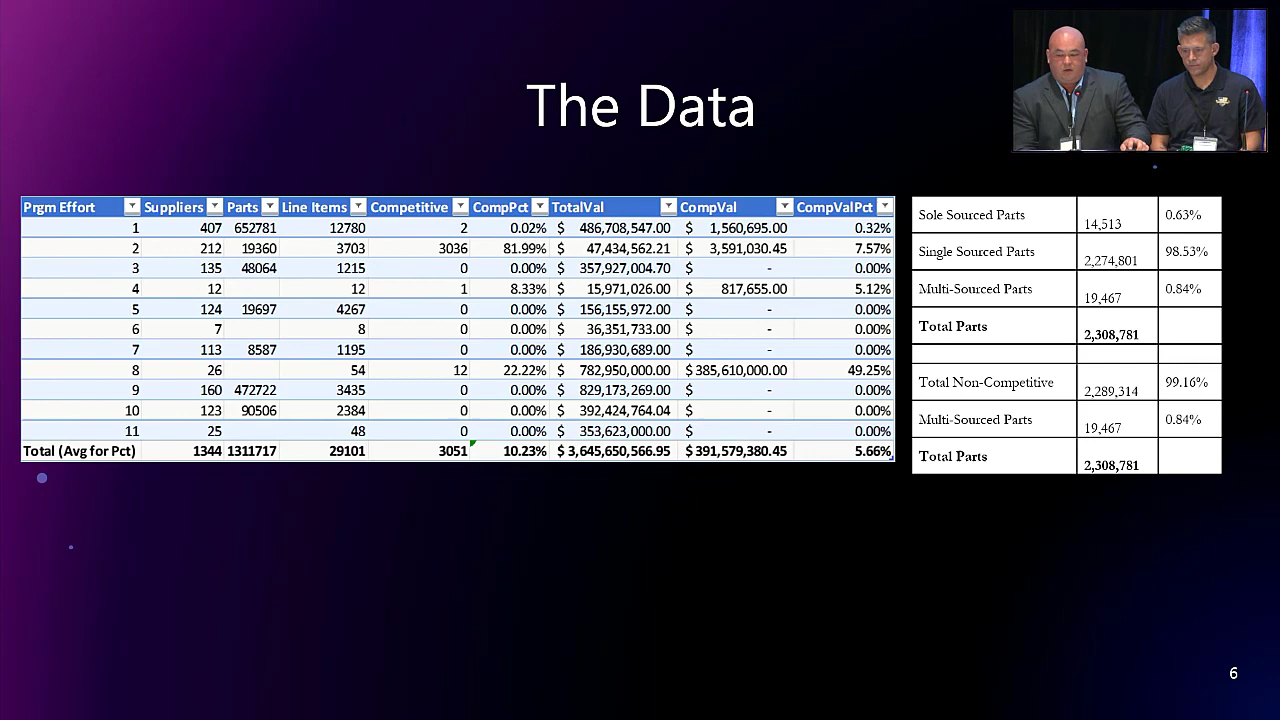 The Data
Prgm Effort Suppliers Parts Line Items Competitive CompPct TotalVal CompVal CompValPct
1 407 652781 12780 2 0.02% $ 486,708,547.00 $ 1,560,695.00 0.32%
2 212 19360 3703 3036 81.99% $ 47,434,562.21 $ 3,591,030.45 7.57%
3 135 48064 1215 0 0.00% $ 357,927,004.70 $ - 0.00%
4 12 12 1 8.33% $ 15,971,026.00 $ 817,655.00 5.12%
5 124 19697 4267 0 0.00% $ 156,155,972.00 $ - 0.00%
6 7 8 0 0.00% $ 36,351,733.00 $ - 0.00%
7 113 8587 1195 0 0.00% $ 186,930,689.00 $ - 0.00%
8 26 54 12 22.22% $ 782,950,000.00 $ 385,610,000.00 49.25%
9 160 472722 3435 0 0.00% $ 829,173,269.00 $ - 0.00%
10 123 90506 2384 0 0.00% $ 392,424,764.04 $ - 0.00%
11 25 48 0 0.00% $ 353,623,000.00 $ - 0.00%
Total (Avg for Pct) 1344 1311717 29101 3051 10.23% $ 3,645,650,566.95 $ 391,579,380.45 5.66%
Sole Sourced Parts 14,513 0.63%
Single Sourced Parts 2,274,801 98.53%
Multi-Sourced Parts 19,467 0.84%
Total Parts 2,308,781
Total Non-Competitive 2,289,314 99.16%
Multi-Sourced Parts 19,467 0.84%
Total Parts 2,308,781
6